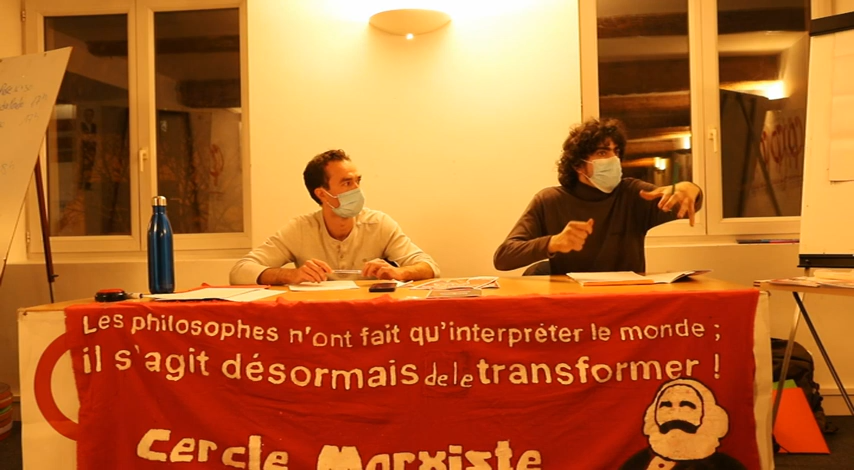 Les philosophes n'ont fait qu'interpréter le monde ;
il s'agit désormais de le transformer !
Cercle Marxiste